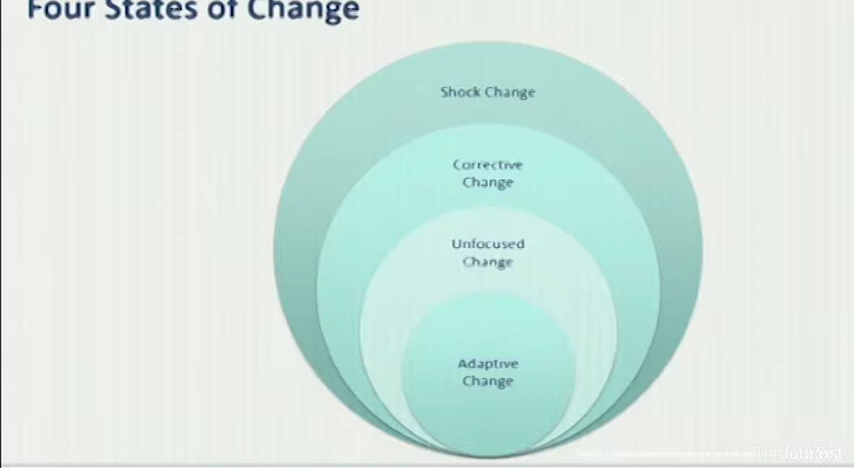 Four States of Change
Shock Change
Corrective
Change
Unfocused
Change
Adaptive
Change